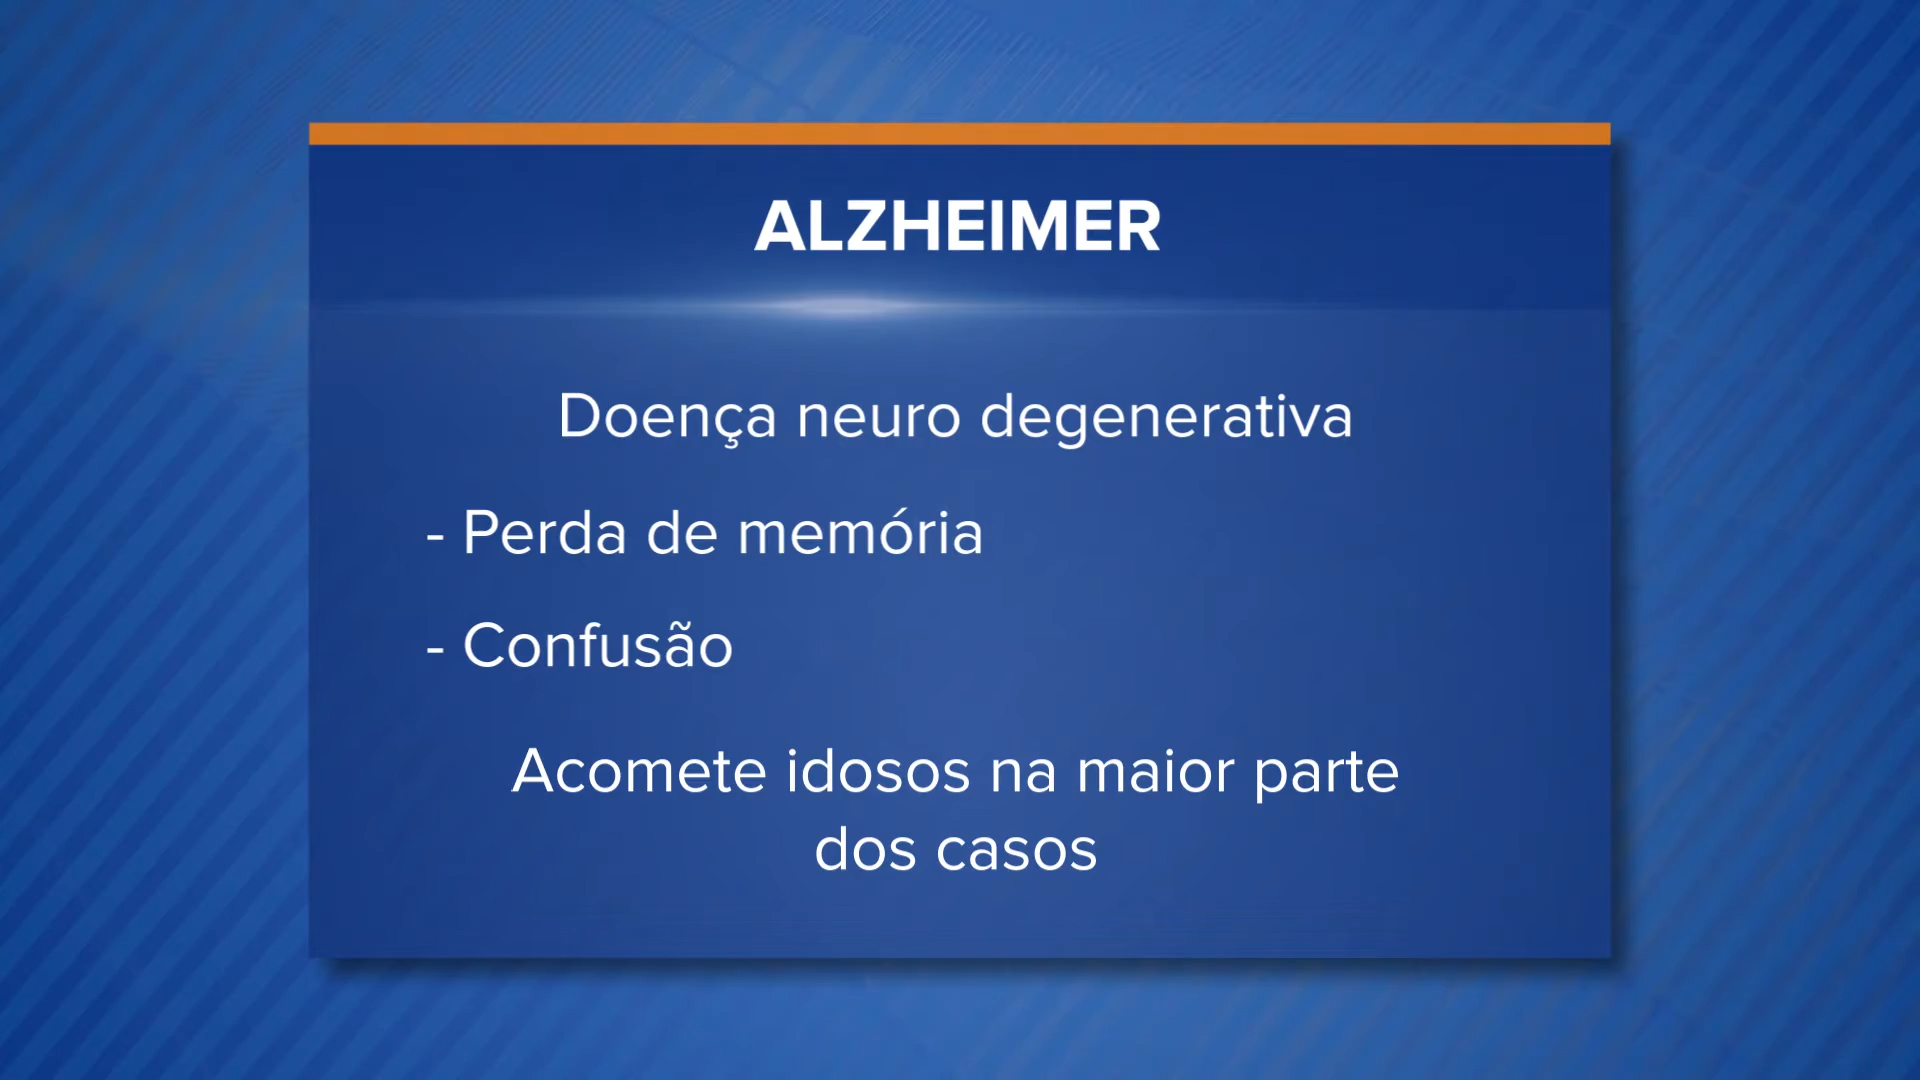 ALZHEIMER
Doença neuro degenerativa
- Perda de memória
- Confusão
Acomete idosos na maior parte
dos casos